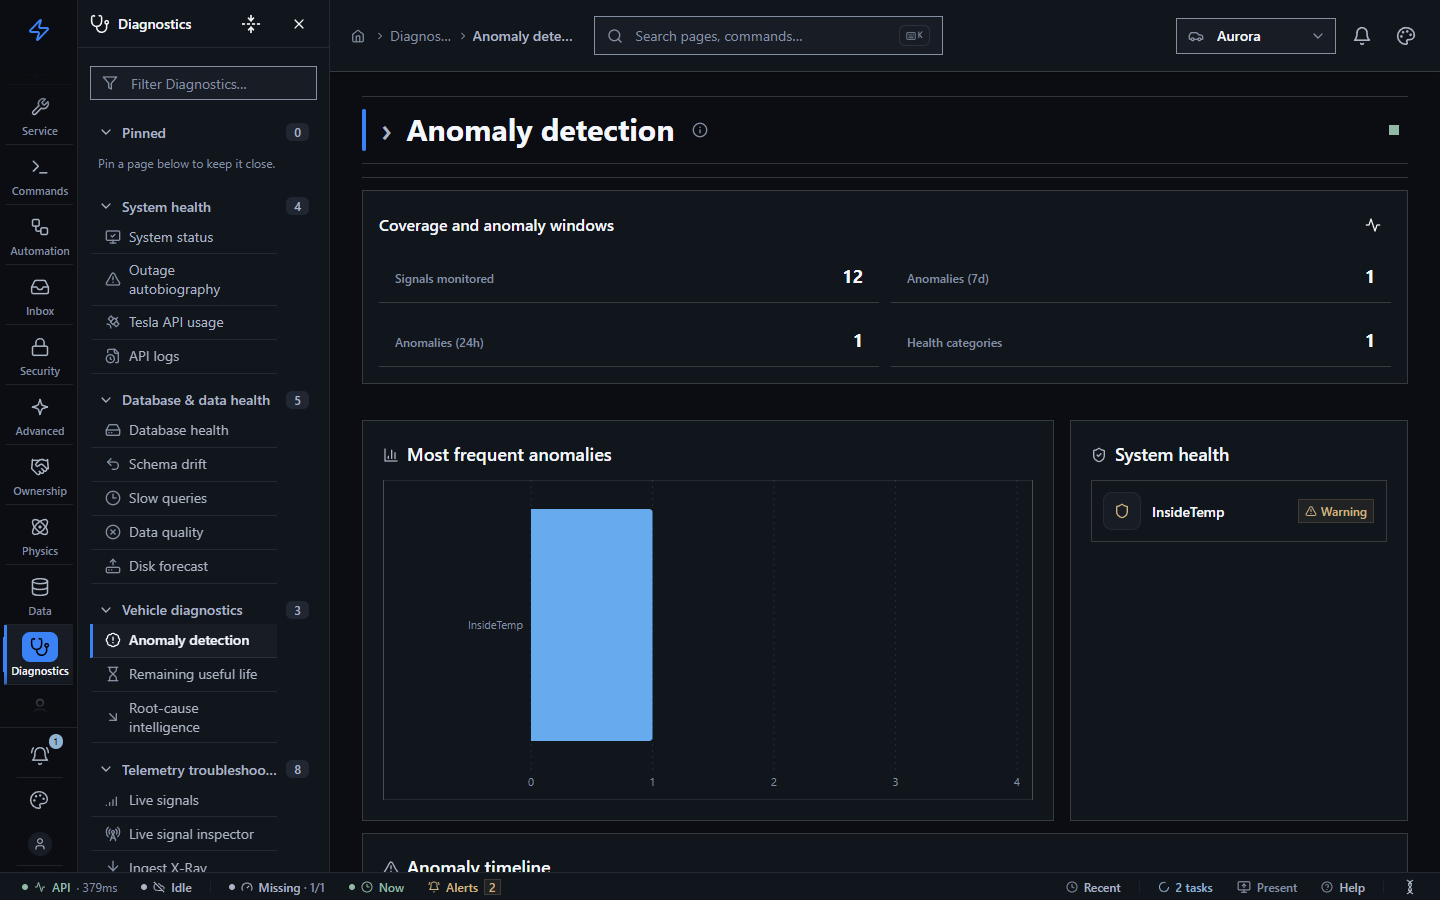 Diagnostics
Diagnos...
Anomaly dete...
Search pages, commands...
K
Aurora
Service
Commands
Automation
Inbox
Security
Advanced
Ownership
Physics
Data
Diagnostics
1
Filter Diagnostics...
Pinned
0
Pin a page below to keep it close.
System health
4
System status
Outage
autobiography
Tesla API usage
API logs
Database & data health
5
Database health
Schema drift
Slow queries
Data quality
Disk forecast
Vehicle diagnostics
3
Anomaly detection
Remaining useful life
Root-cause
intelligence
Telemetry troubleshoo...
8
Live signals
Live signal inspector
Ingest X-Ray
Anomaly detection
Coverage and anomaly windows
Signals monitored
12
Anomalies (7d)
1
Anomalies (24h)
1
Health categories
1
Most frequent anomalies
InsideTemp
0
1
2
3
4
System health
InsideTemp
Warning
Anomaly timeline
API · 379ms
Idle
Missing · 1/1
Now
Alerts 2
Recent
2 tasks
Present
Help